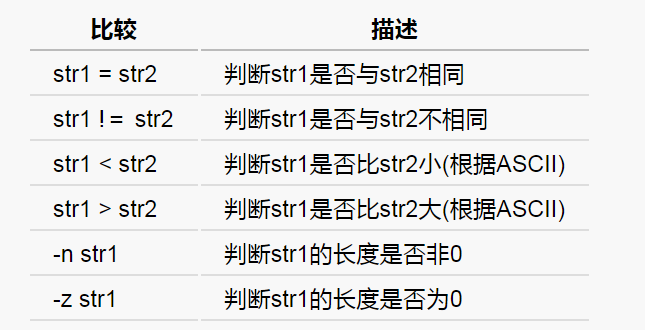 比较 描述
str1 = str2 判断str1是否与str2相同
str1 != str2 判断str1是否与str2不相同
str1 < str2 判断str1是否比str2小(根据ASCII)
str1 > str2 判断str1是否比str2大(根据ASCII)
-n str1 判断str1的长度是否非0
-z str1 判断str1的长度是否为0